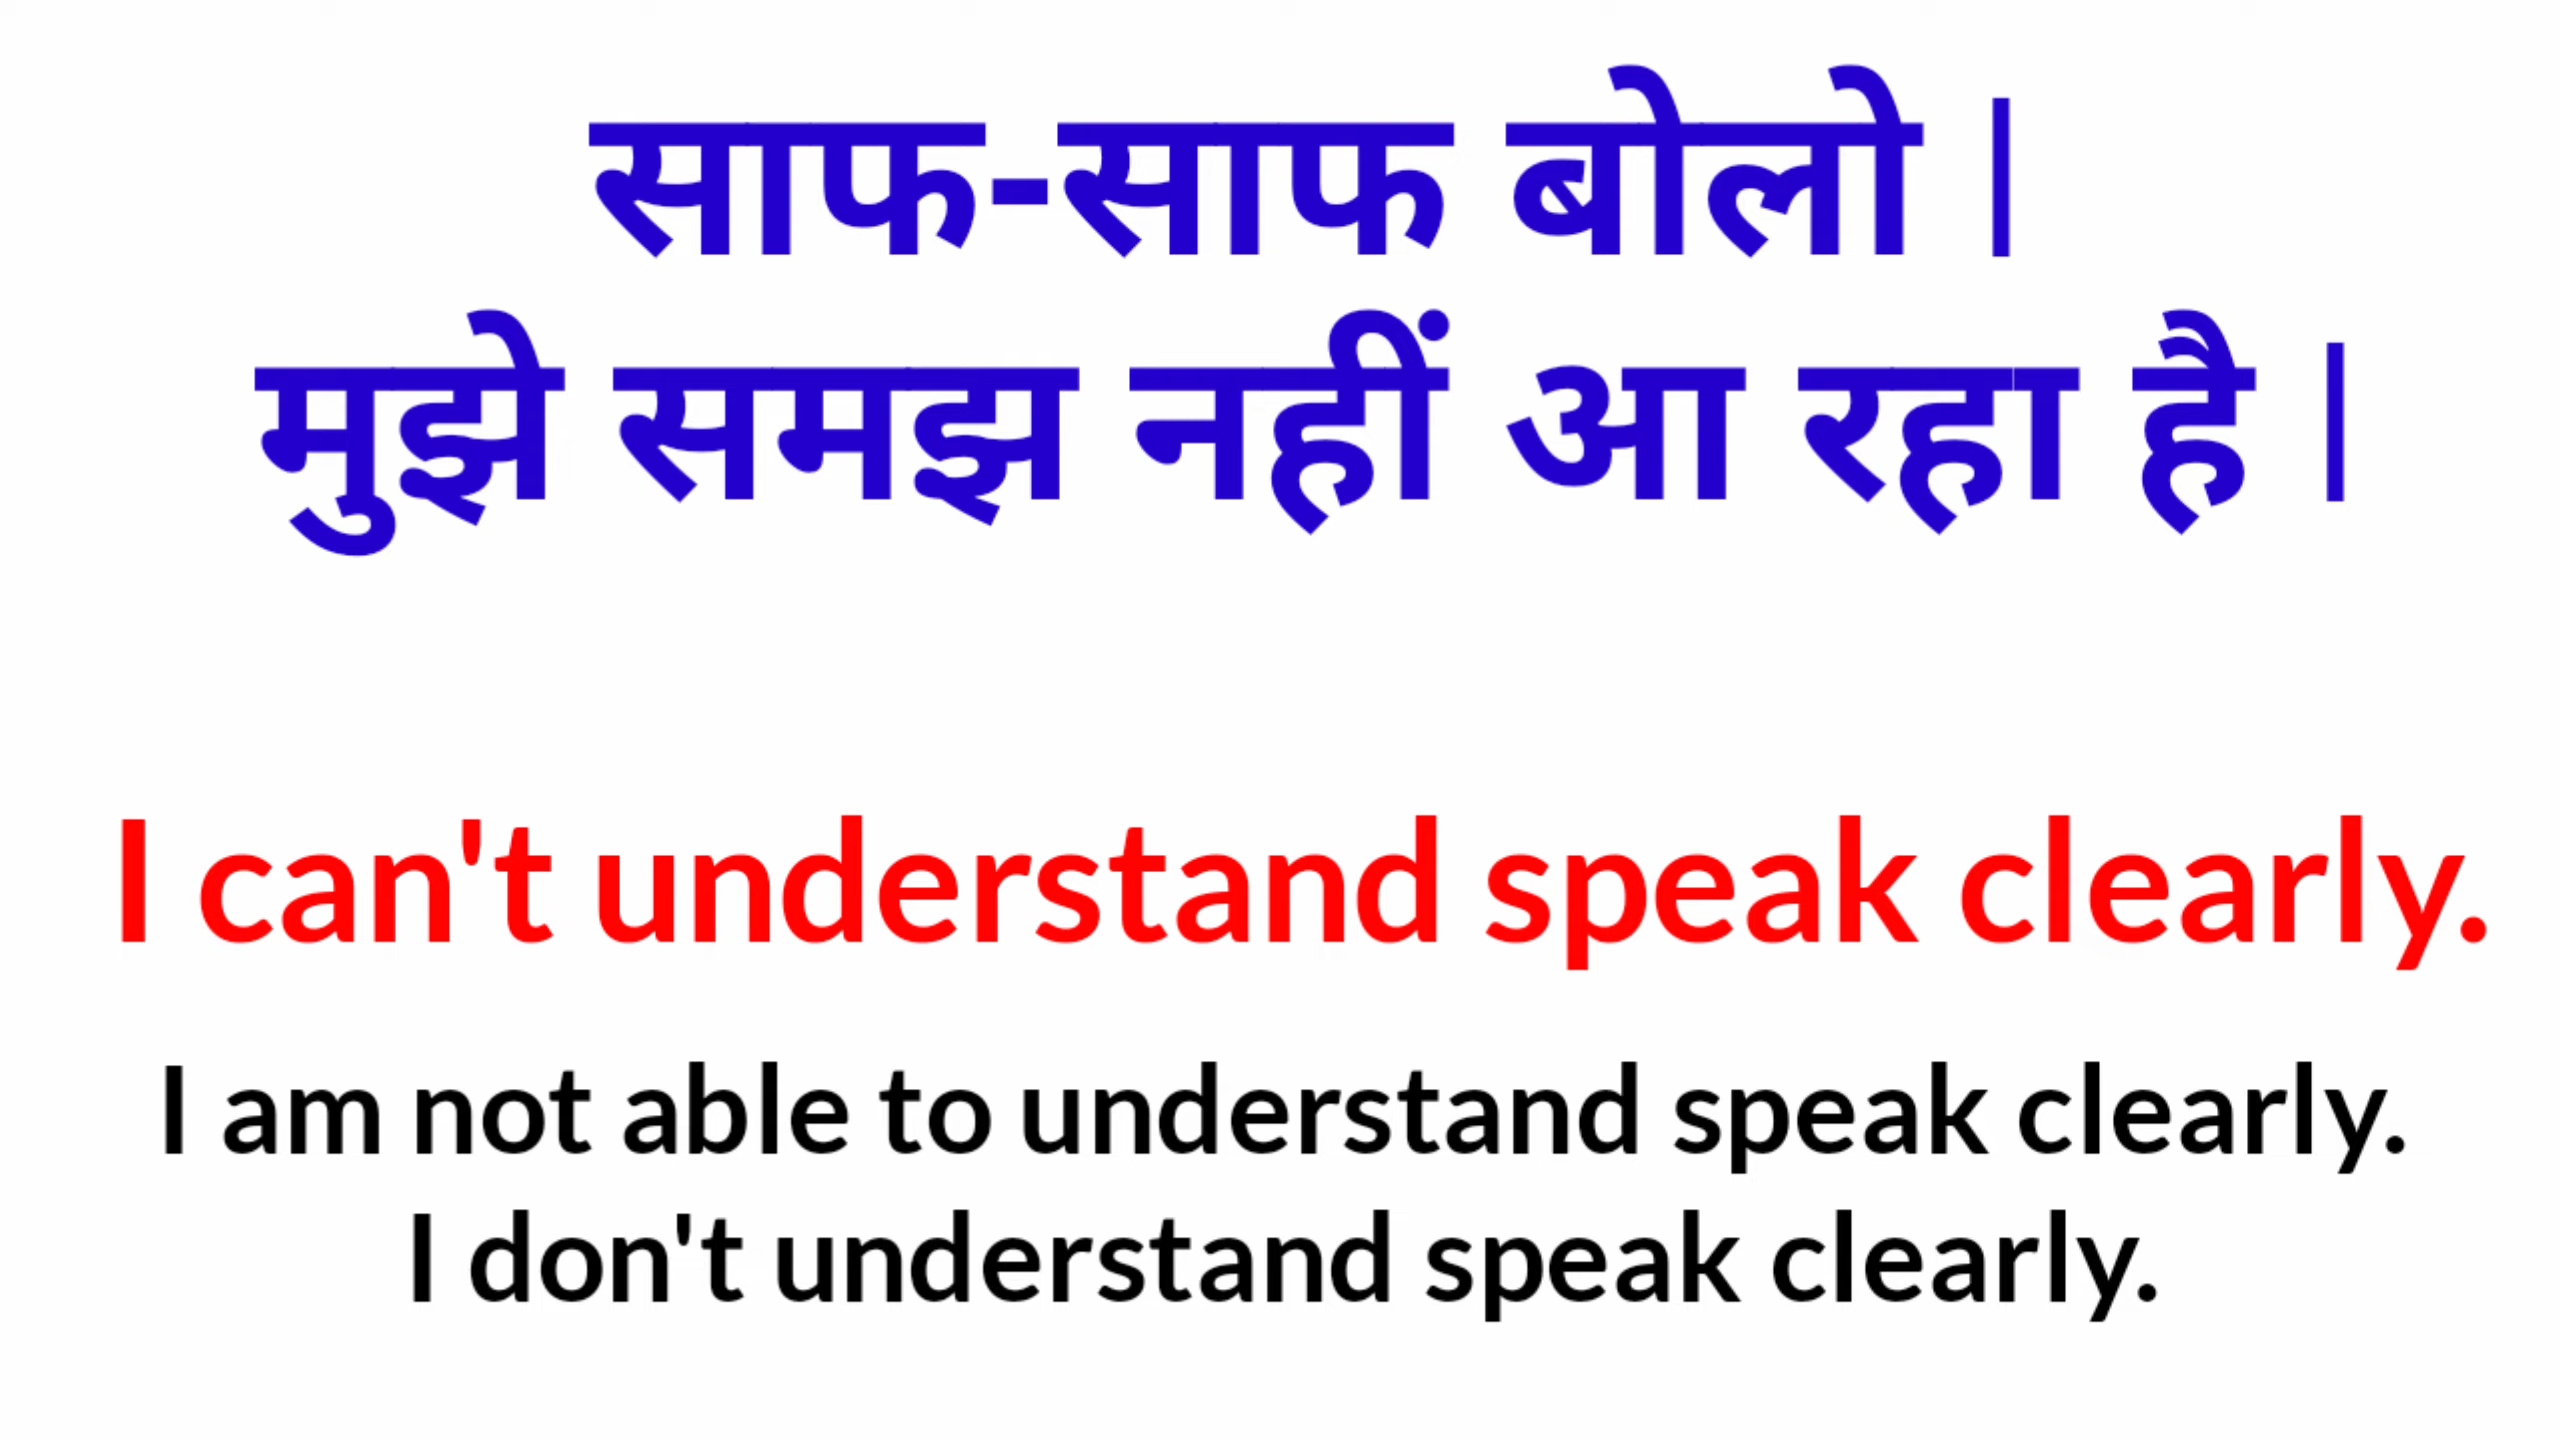 साफ-साफ बोलो |
मुझे समझ नहीं आ रहा है |
I can't understand speak clearly.
I am not able to understand speak clearly.
I don't understand speak clearly.